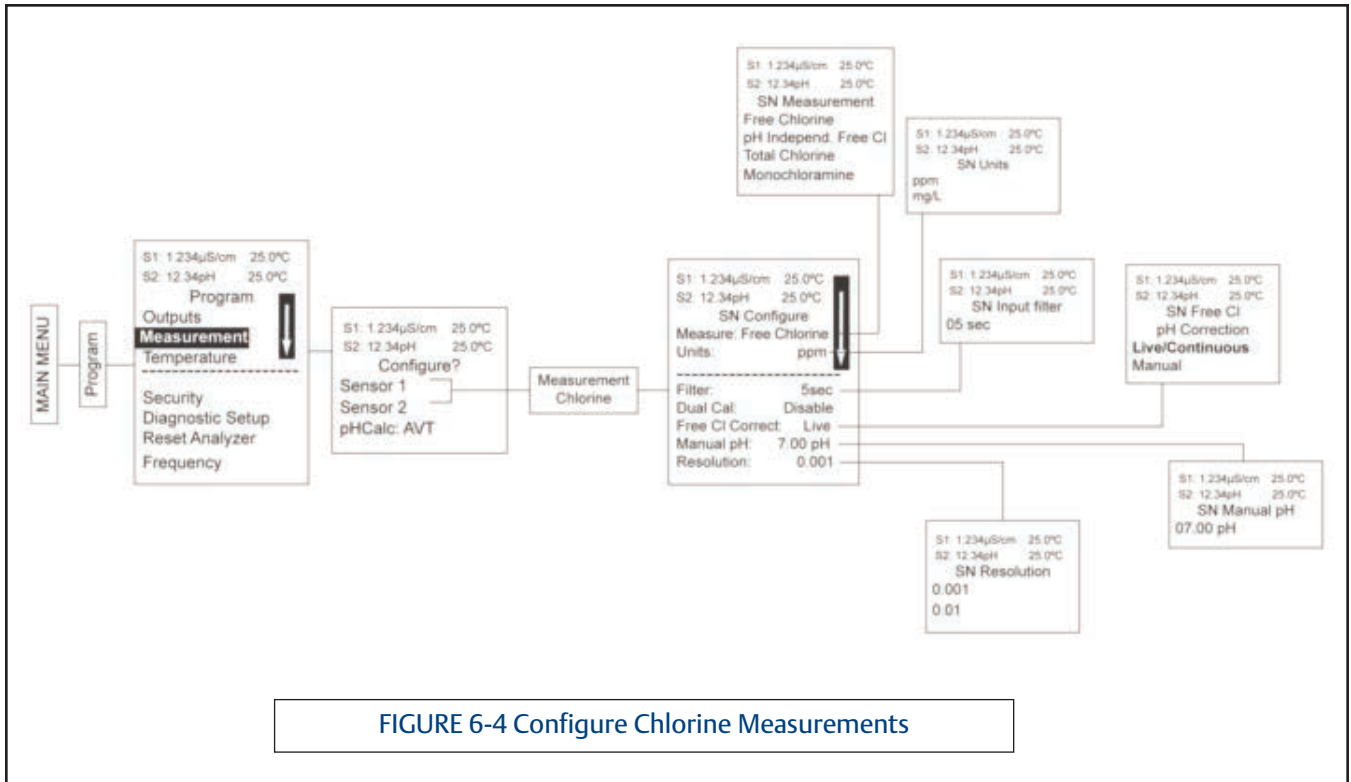 MAIN MENU
Program
S1: 1.234µS/cm 25.0ºC
S2: 12.34pH 25.0ºC
Program
Outputs
Measurement
Temperature
Security
Diagnostic Setup
Reset Analyzer
Frequency
S1: 1.234µS/cm 25.0ºC
S2: 12.34pH 25.0ºC
Configure?
Sensor 1
Sensor 2
pHCalc: AVT
Measurement
Chlorine
S1: 1.234µS/cm 25.0ºC
S2: 12.34pH 25.0ºC
SN Configure
Measure: Free Chlorine
Units: ppm
Filter: 5sec
Dual Cal: Disable
Free Cl Correct: Live
Manual pH: 7.00 pH
Resolution: 0.001
S1: 1.234µS/cm 25.0ºC
S2: 12.34pH 25.0ºC
SN Measurement
Free Chlorine
pH Independ. Free Cl
Total Chlorine
Monochloramine
S1: 1.234µS/cm 25.0ºC
S2: 12.34pH 25.0ºC
SN Units
ppm
mg/L
S1: 1.234µS/cm 25.0ºC
S2: 12.34pH 25.0ºC
SN Input filter
05 sec
S1: 1.234µS/cm 25.0ºC
S2: 12.34pH 25.0ºC
SN Free Cl
pH Correction
Live/Continuous
Manual
S1: 1.234µS/cm 25.0ºC
S2: 12.34pH 25.0ºC
SN Manual pH
07.00 pH
S1: 1.234µS/cm 25.0ºC
S2: 12.34pH 25.0ºC
SN Resolution
0.001
0.01
FIGURE 6-4 Configure Chlorine Measurements